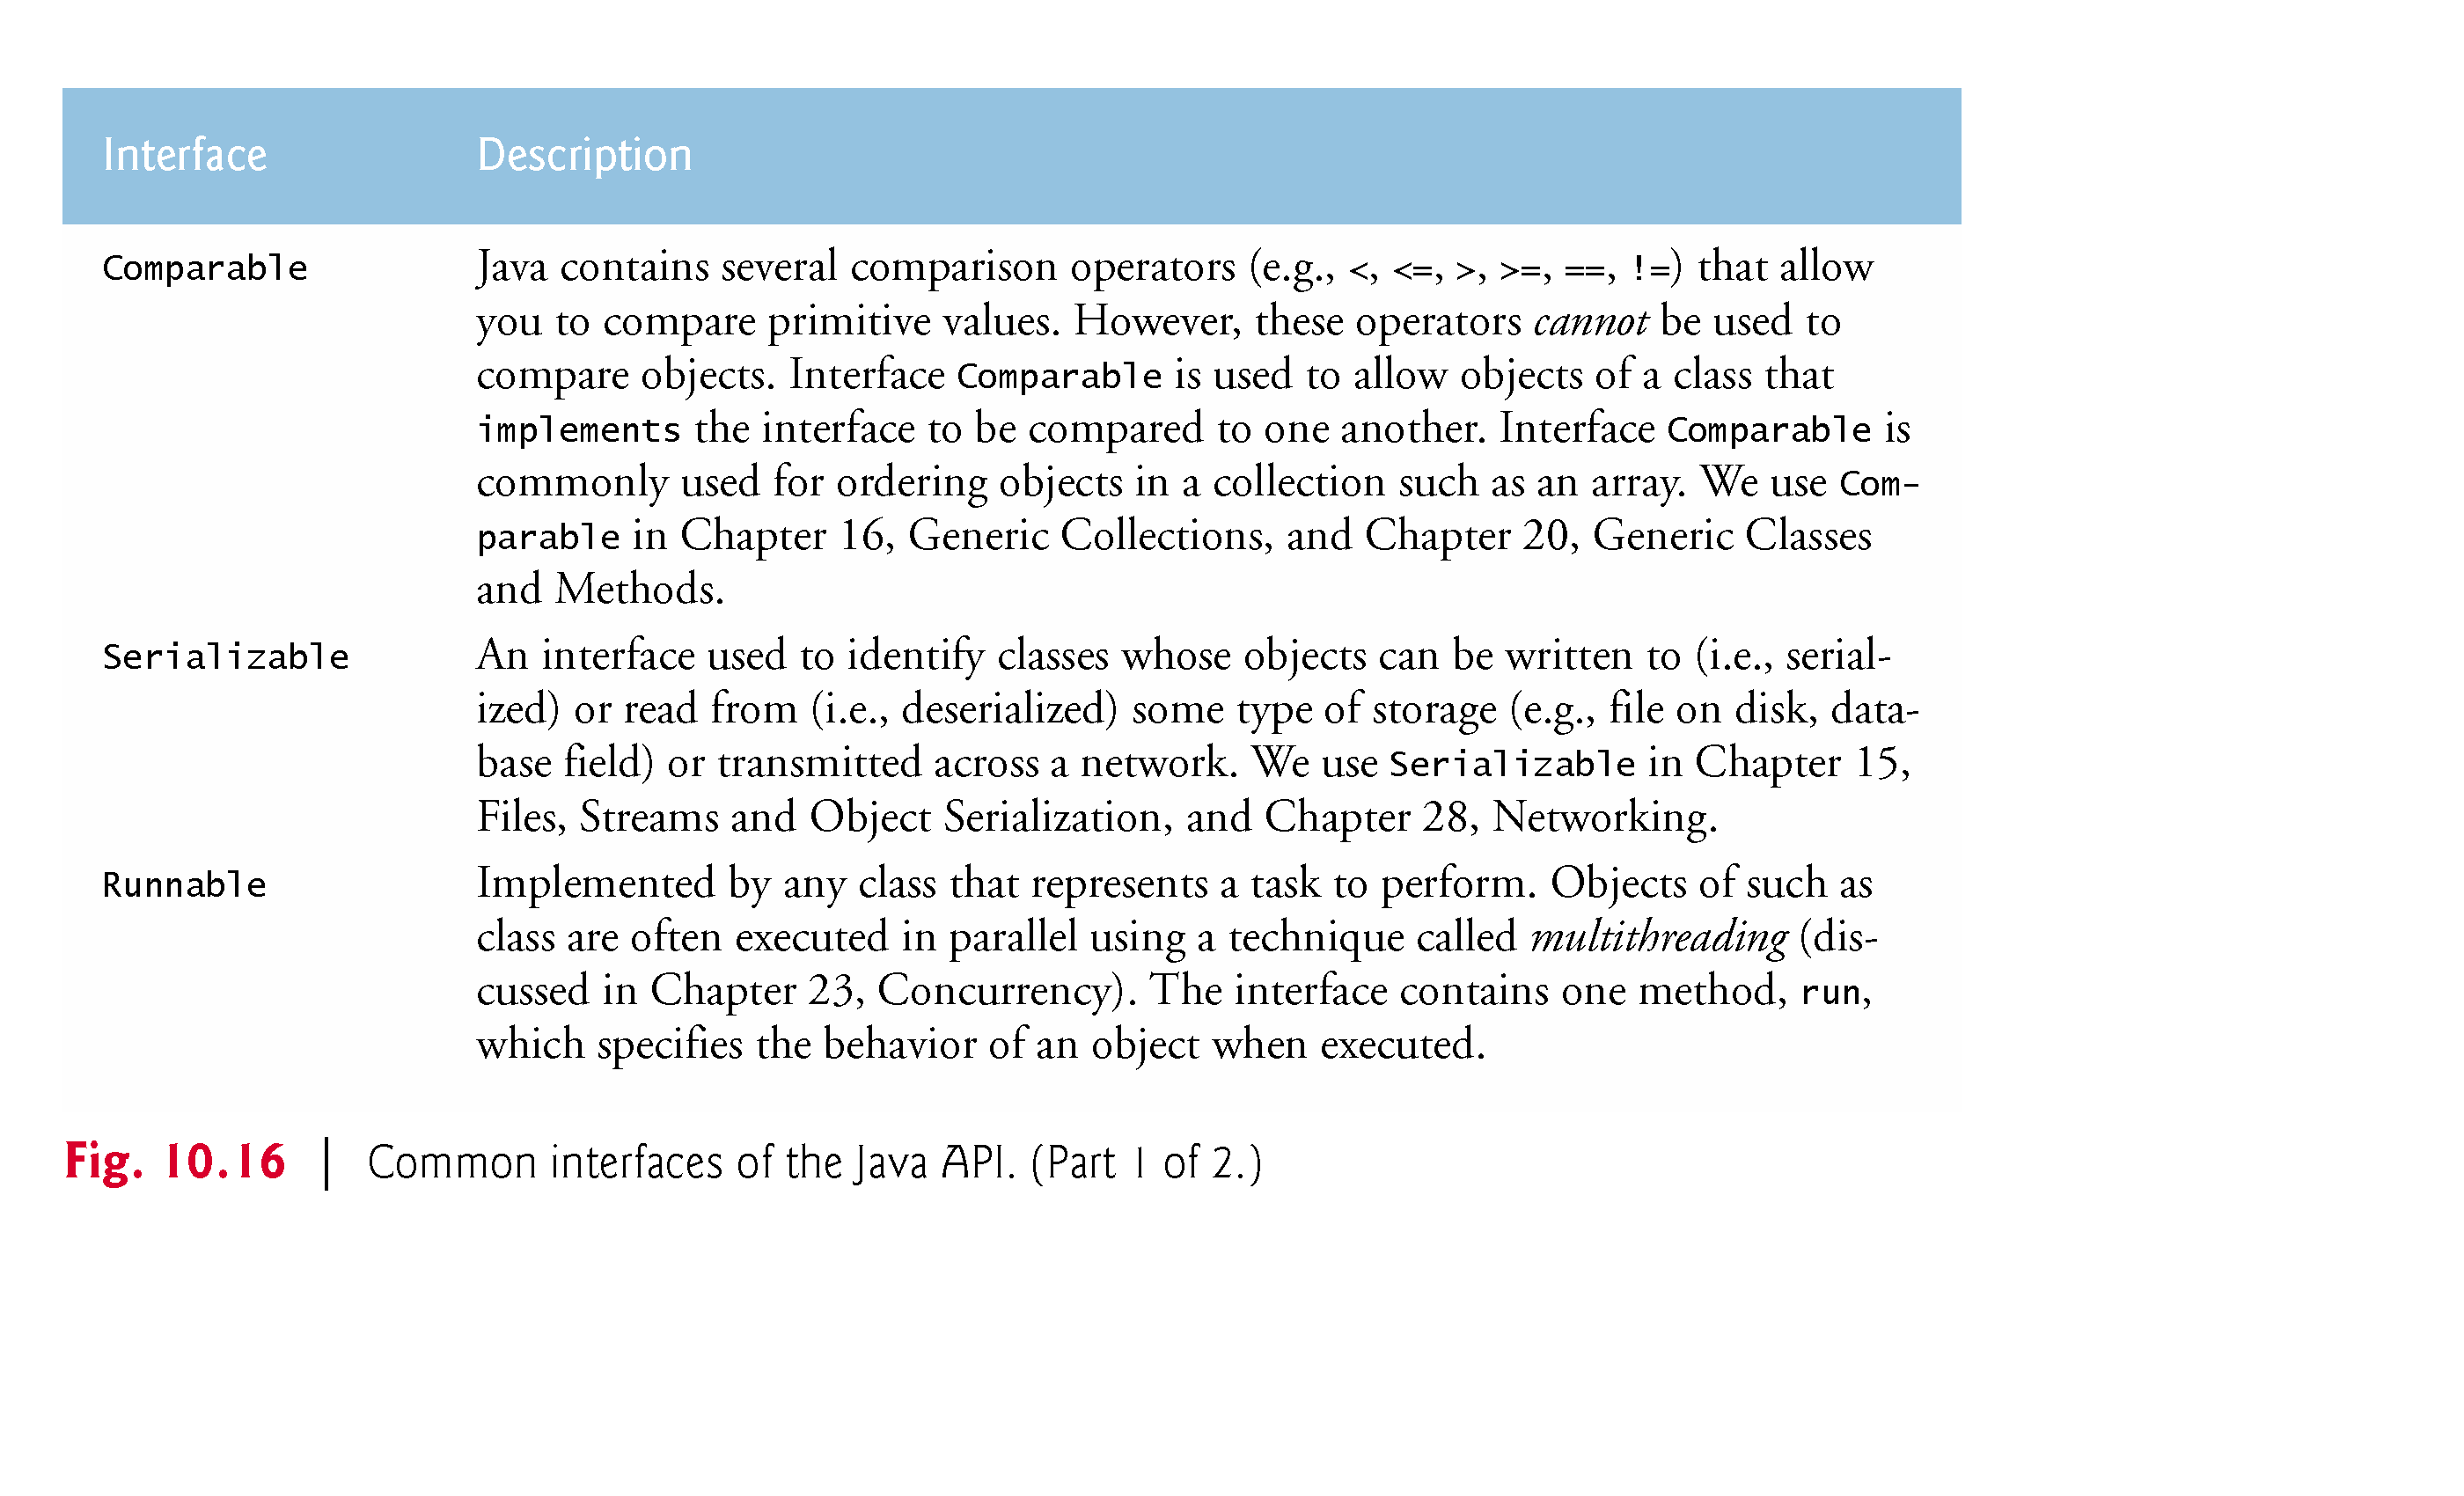 Interface Description
Comparable Java contains several comparison operators (e.g., <, <=, >, >=, ==, !=) that allow
you to compare primitive values. However, these operators cannot be used to
compare objects. Interface Comparable is used to allow objects of a class that
implements the interface to be compared to one another. Interface Comparable is
commonly used for ordering objects in a collection such as an array. We use Com-
parable in Chapter 16, Generic Collections, and Chapter 20, Generic Classes
and Methods.
Serializable An interface used to identify classes whose objects can be written to (i.e., serial-
ized) or read from (i.e., deserialized) some type of storage (e.g., file on disk, data-
base field) or transmitted across a network. We use Serializable in Chapter 15,
Files, Streams and Object Serialization, and Chapter 28, Networking.
Runnable Implemented by any class that represents a task to perform. Objects of such as
class are often executed in parallel using a technique called multithreading (dis-
cussed in Chapter 23, Concurrency). The interface contains one method, run,
which specifies the behavior of an object when executed.
Fig. 10.16 | Common interfaces of the Java API. (Part 1 of 2.)